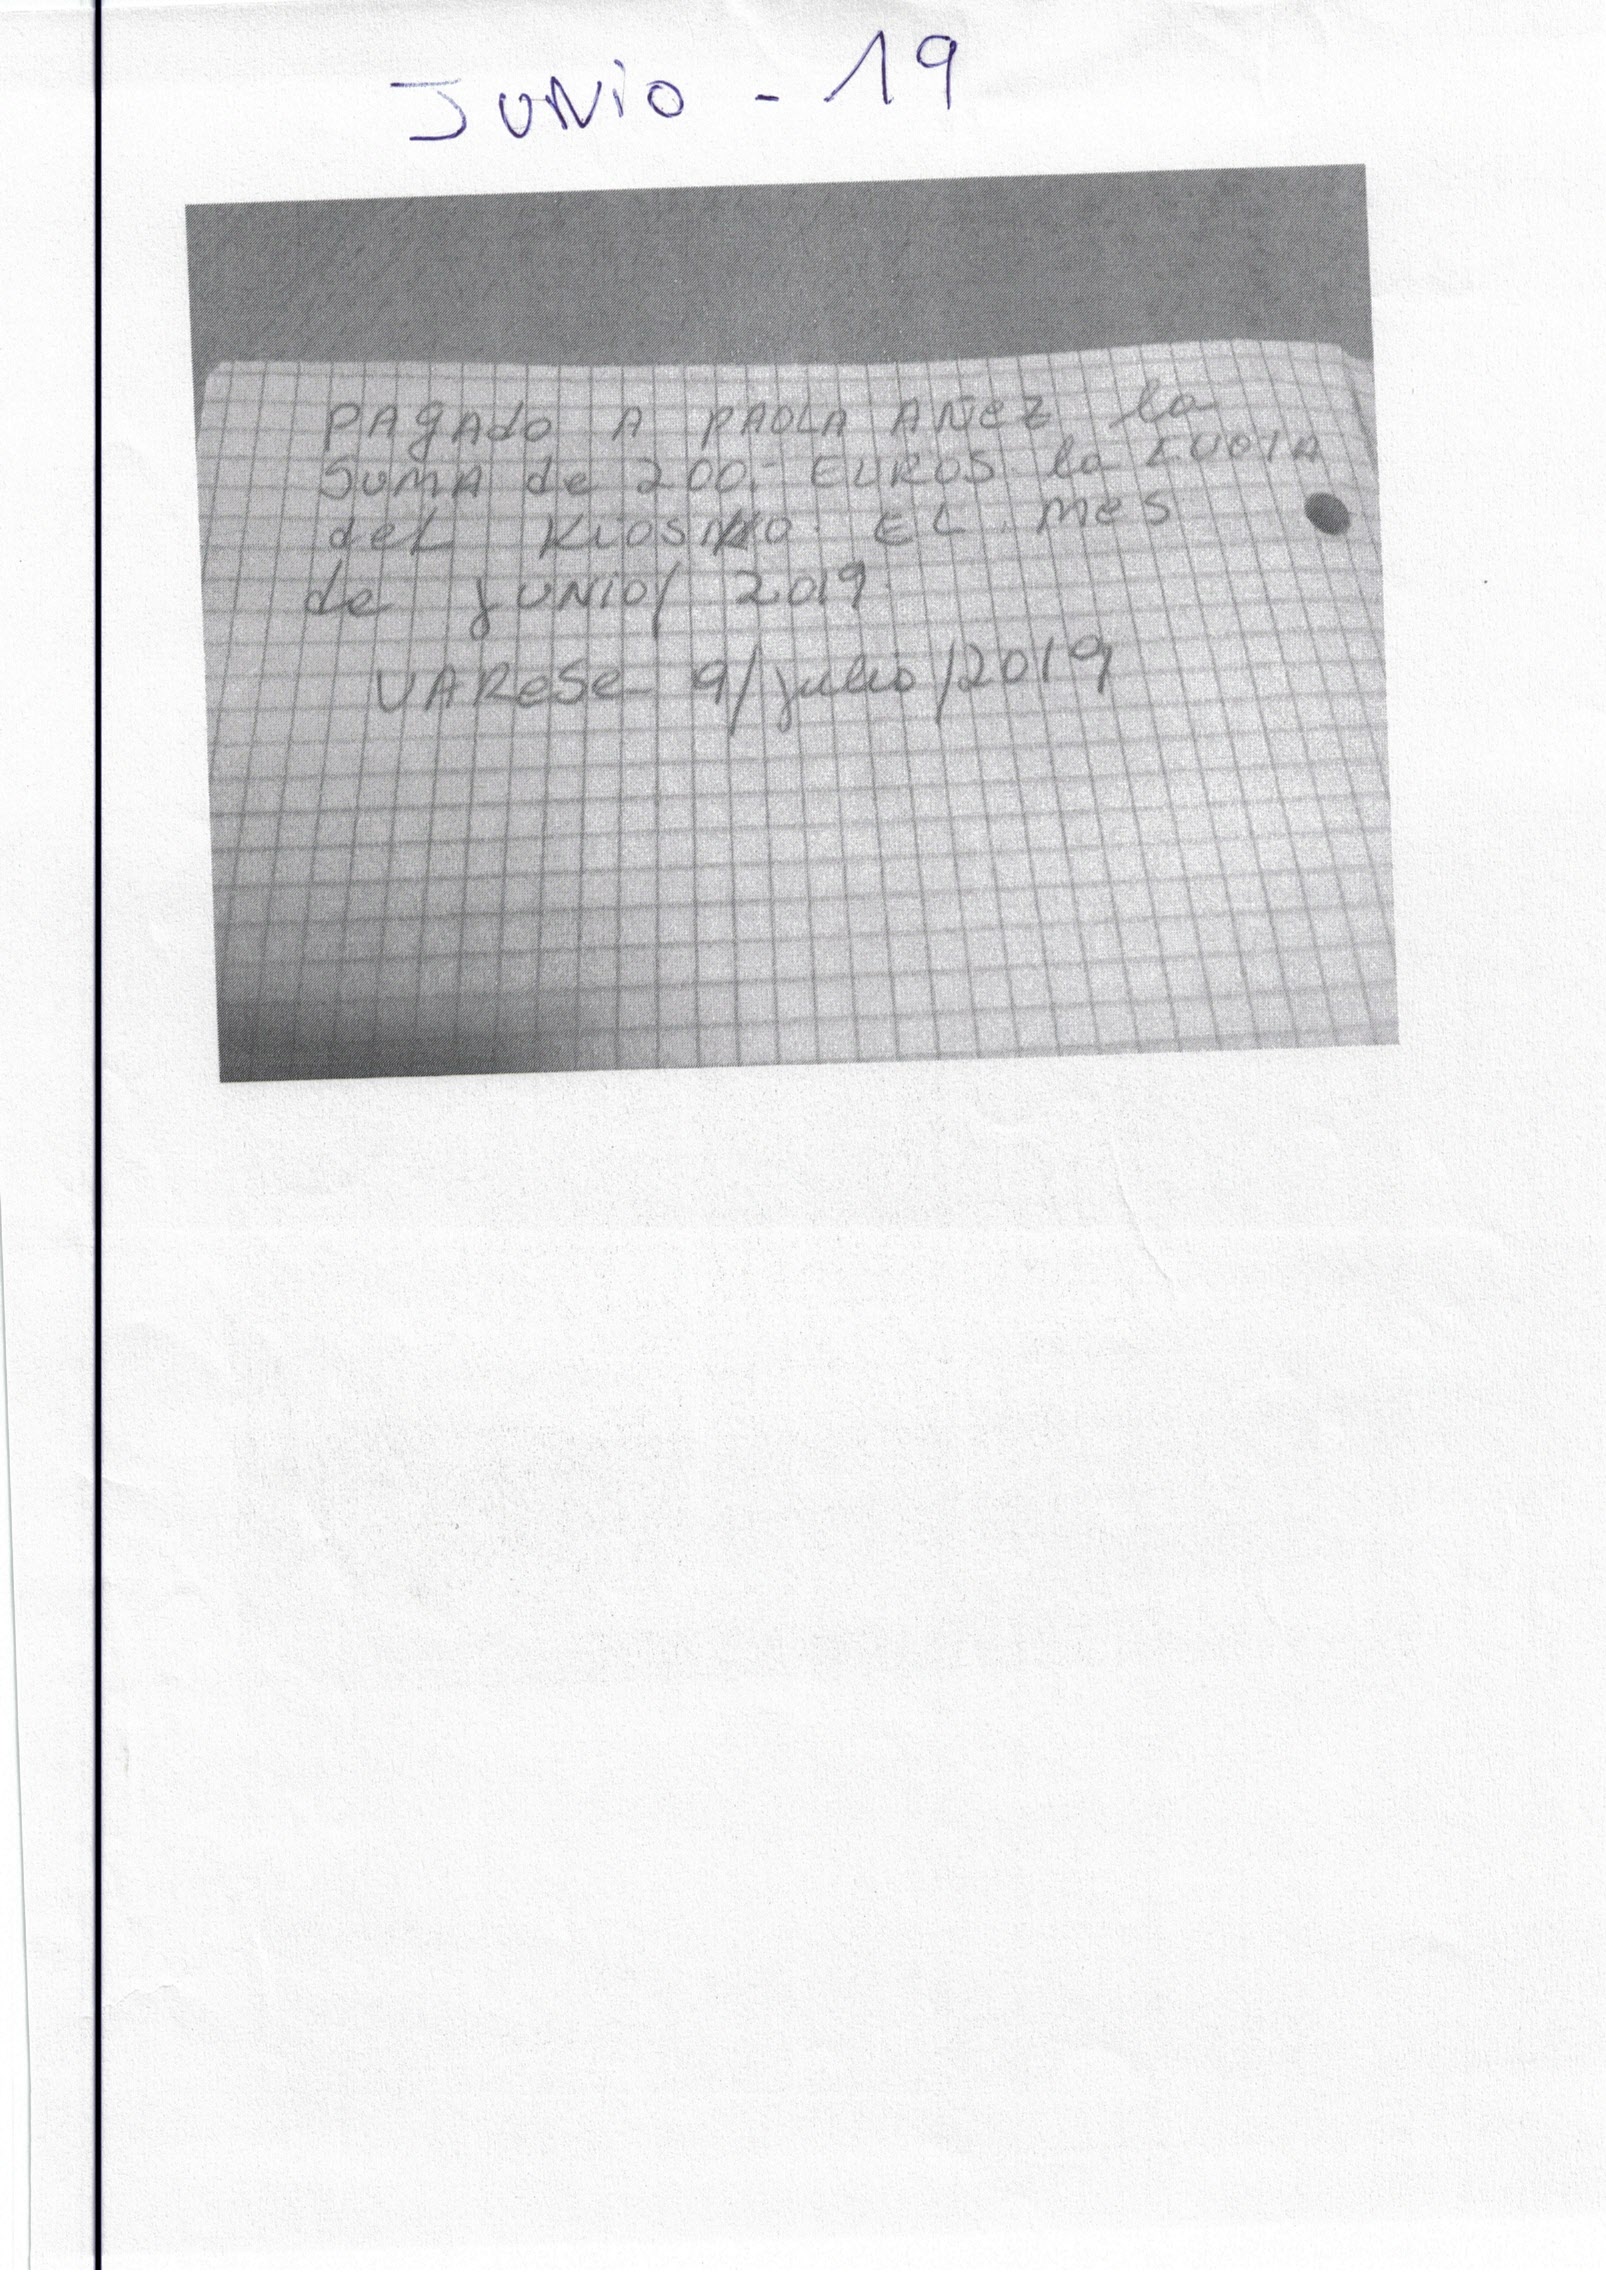 JUNiO - 19
PAgAdo A PAOLA AÑeZ la
SUMA de 200.- EUROS la CUOTA
deL KiOSKO. EL mes
de jUNIO/ 2019.
VAReSe 9/julio/2019